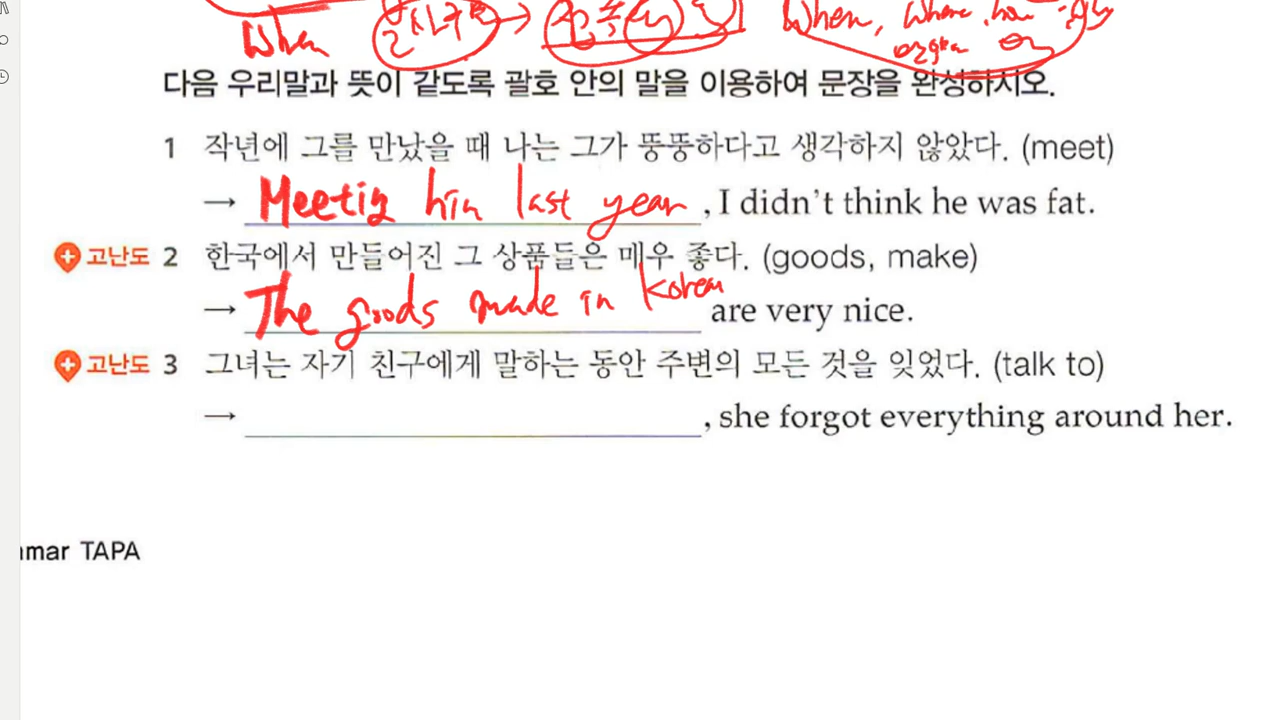 When 분사구문 → 접속사 When, where, how
다음 우리말과 뜻이 같도록 괄호 안의 말을 이용하여 문장을 완성하시오.
1 작년에 그를 만났을 때 나는 그가 뚱뚱하다고 생각하지 않았다. (meet)
→ Meetig him last year , I didn't think he was fat.
고난도 2 한국에서 만들어진 그 상품들은 매우 좋다. (goods, make)
→ The goods made in Korea are very nice.
고난도 3 그녀는 자기 친구에게 말하는 동안 주변의 모든 것을 잊었다. (talk to)
→ , she forgot everything around her.
mar TAPA